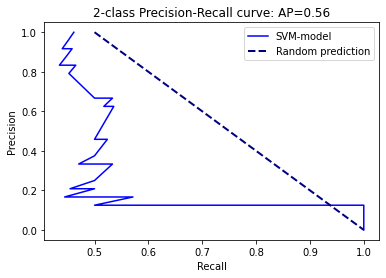 2-class Precision-Recall curve: AP=0.56
SVM-model
Random prediction
Precision
1.0
0.8
0.6
0.4
0.2
0.0
0.5 0.6 0.7 0.8 0.9 1.0
Recall